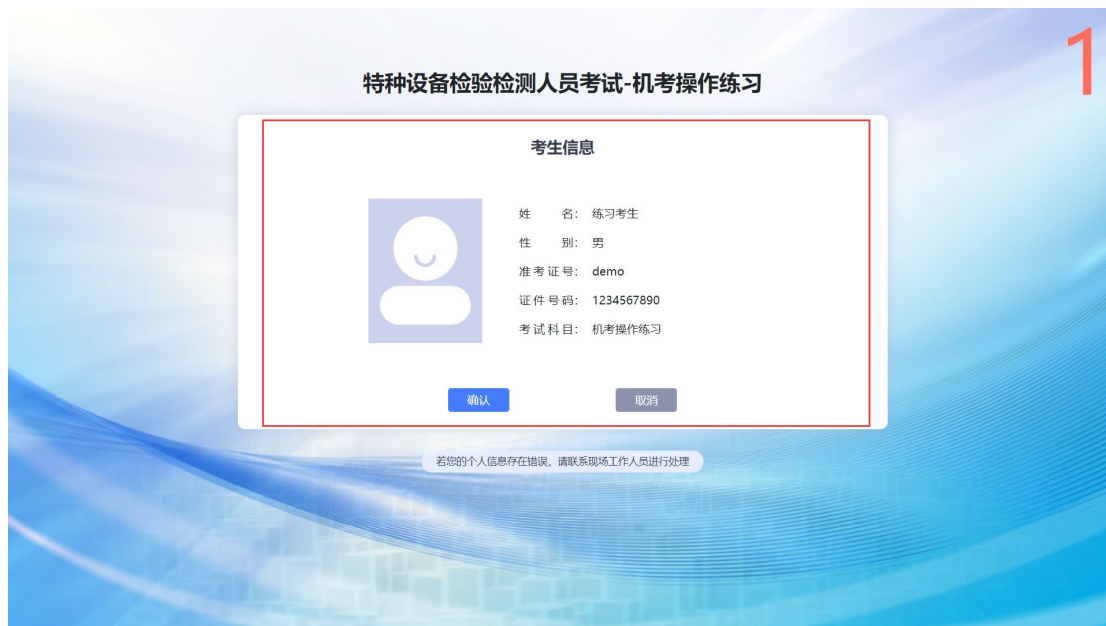 1
特种设备检验检测人员考试-机考操作练习
考生信息
姓 名： 练习考生
性 别： 男
准考证号： demo
证件号码： 1234567890
考试科目： 机考操作练习
确认 取消
若您的个人信息存在错误，请联系现场工作人员进行处理